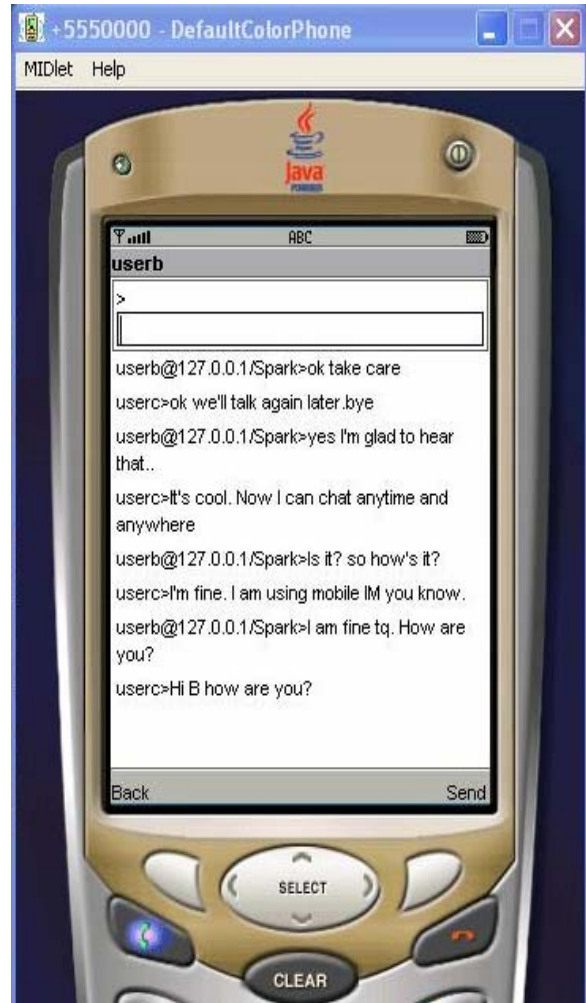 +5550000 - DefaultColorPhone
MIDlet Help
Java
POWERED
ABC
userb
>
userb@127.0.0.1/Spark>ok take care
userc>ok we'll talk again later.bye
userb@127.0.0.1/Spark>yes I'm glad to hear
that..
userc>It's cool. Now I can chat anytime and
anywhere
userb@127.0.0.1/Spark>Is it? so how's it?
userc>I'm fine. I am using mobile IM you know.
userb@127.0.0.1/Spark>I am fine tq. How are
you?
userc>Hi B how are you?
Back Send
SELECT
CLEAR